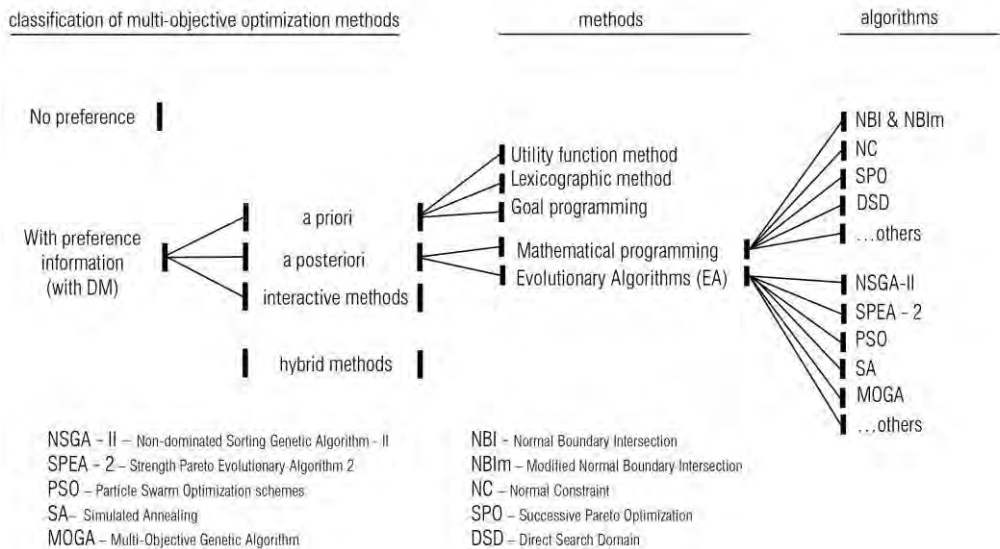 classification of multi-objective optimization methods
methods
algorithms
No preference
With preference
information
(with DM)
a priori
a posteriori
interactive methods
hybrid methods
Utility function method
Lexicographic method
Goal programming
Mathematical programming
Evolutionary Algorithms (EA)
NBI & NBIm
NC
SPO
DSD
...others
NSGA-II
SPEA - 2
PSO
SA
MOGA
...others
NSGA - II – Non-dominated Sorting Genetic Algorithm - II
SPEA - 2 – Strength Pareto Evolutionary Algorithm 2
PSO – Particle Swarm Optimization schemes
SA– Simulated Annealing
MOGA – Multi-Objective Genetic Algorithm
NBI - Normal Boundary Intersection
NBIm – Modified Normal Boundary Intersection
NC – Normal Constraint
SPO – Successive Pareto Optimization
DSD – Direct Search Domain